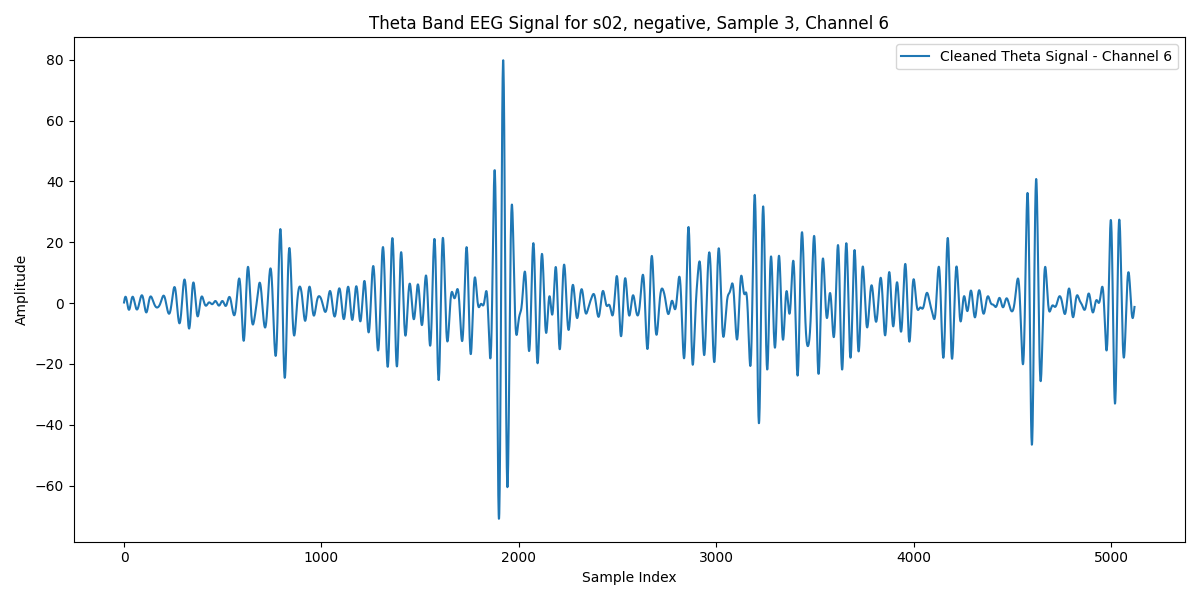 Theta Band EEG Signal for s02, negative, Sample 3, Channel 6
Cleaned Theta Signal - Channel 6
Amplitude
80
60
40
20
0
−20
−40
−60
0 1000 2000 3000 4000 5000
Sample Index